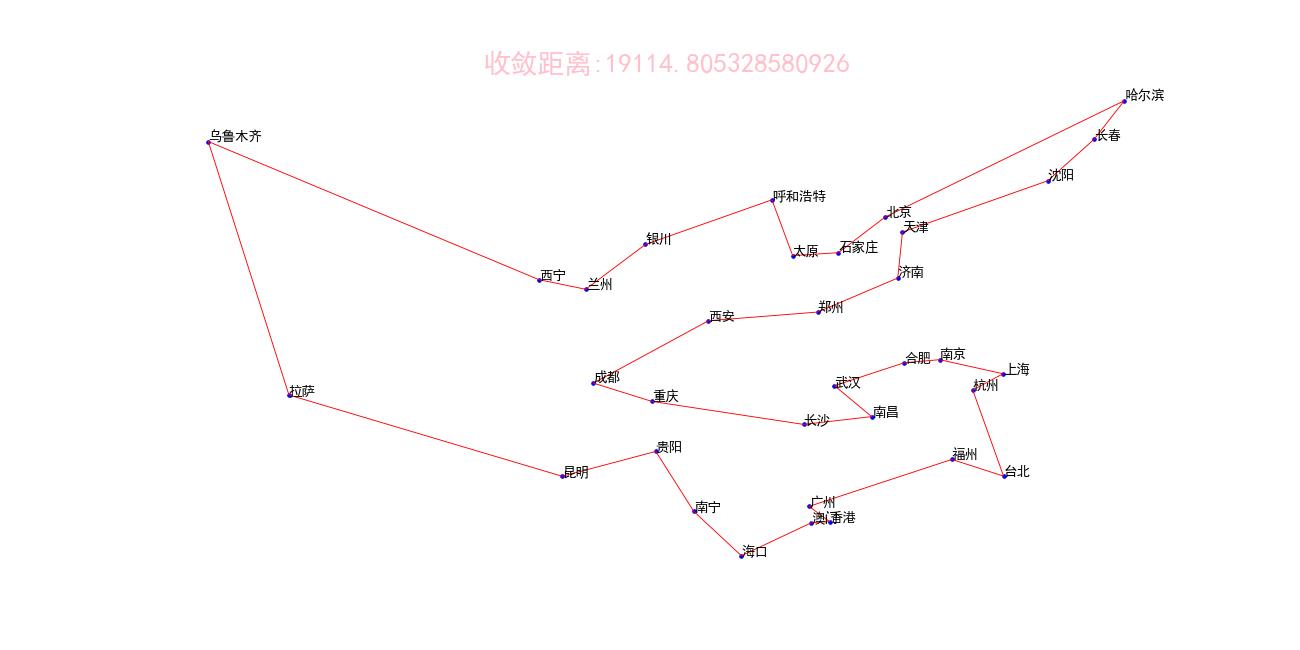 收敛距离:19114.805328580926
哈尔滨
乌鲁木齐
长春
沈阳
呼和浩特
北京
天津
银川
太原
石家庄
西宁
兰州
济南
郑州
西安
合肥
南京
上海
成都
武汉
杭州
拉萨
重庆
南昌
长沙
贵阳
福州
昆明
台北
南宁
广州
澳门
香港
海口